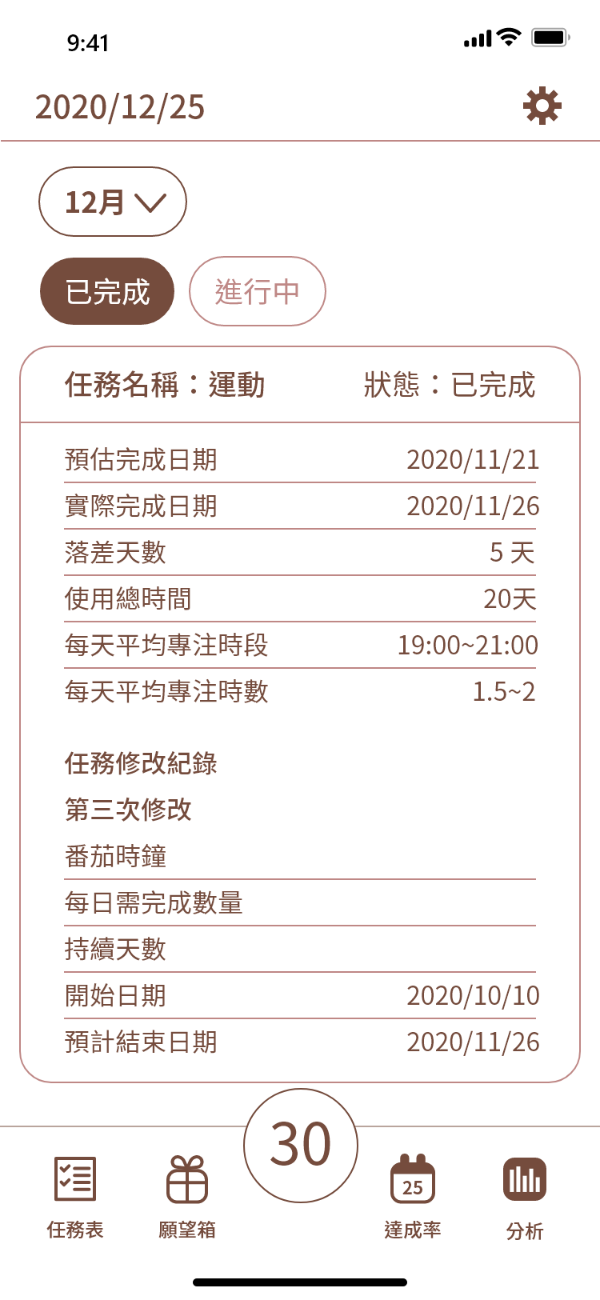 9:41
2020/12/25
12月
已完成 進行中
任務名稱：運動 狀態：已完成
預估完成日期 2020/11/21
實際完成日期 2020/11/26
落差天數 5 天
使用總時間 20天
每天平均專注時段 19:00~21:00
每天平均專注時數 1.5~2
任務修改紀錄
第三次修改
番茄時鐘
每日需完成數量
持續天數
開始日期 2020/10/10
預計結束日期 2020/11/26
30
25
任務表 願望箱 達成率 分析